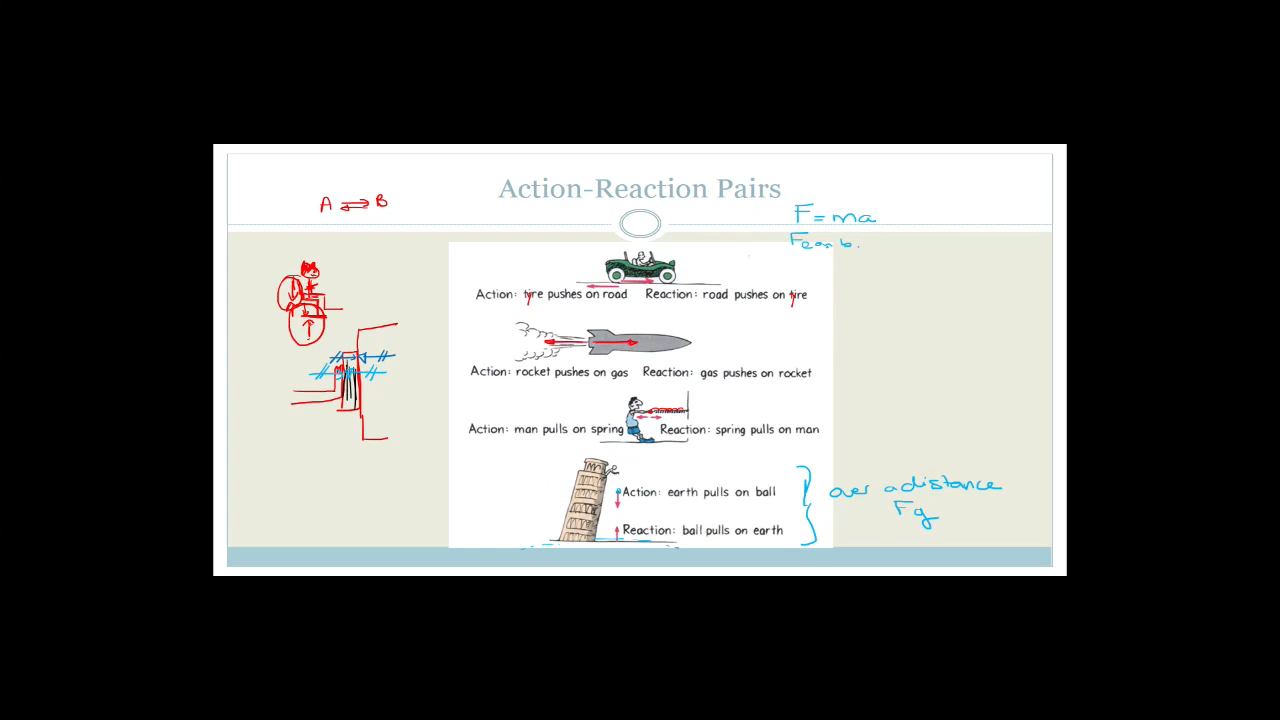 Action-Reaction Pairs
A ⇌ B
F = ma
Action: tire pushes on road Reaction: road pushes on tire
Action: rocket pushes on gas Reaction: gas pushes on rocket
Action: man pulls on spring Reaction: spring pulls on man
Action: earth pulls on ball
over a distance
Fg
Reaction: ball pulls on earth